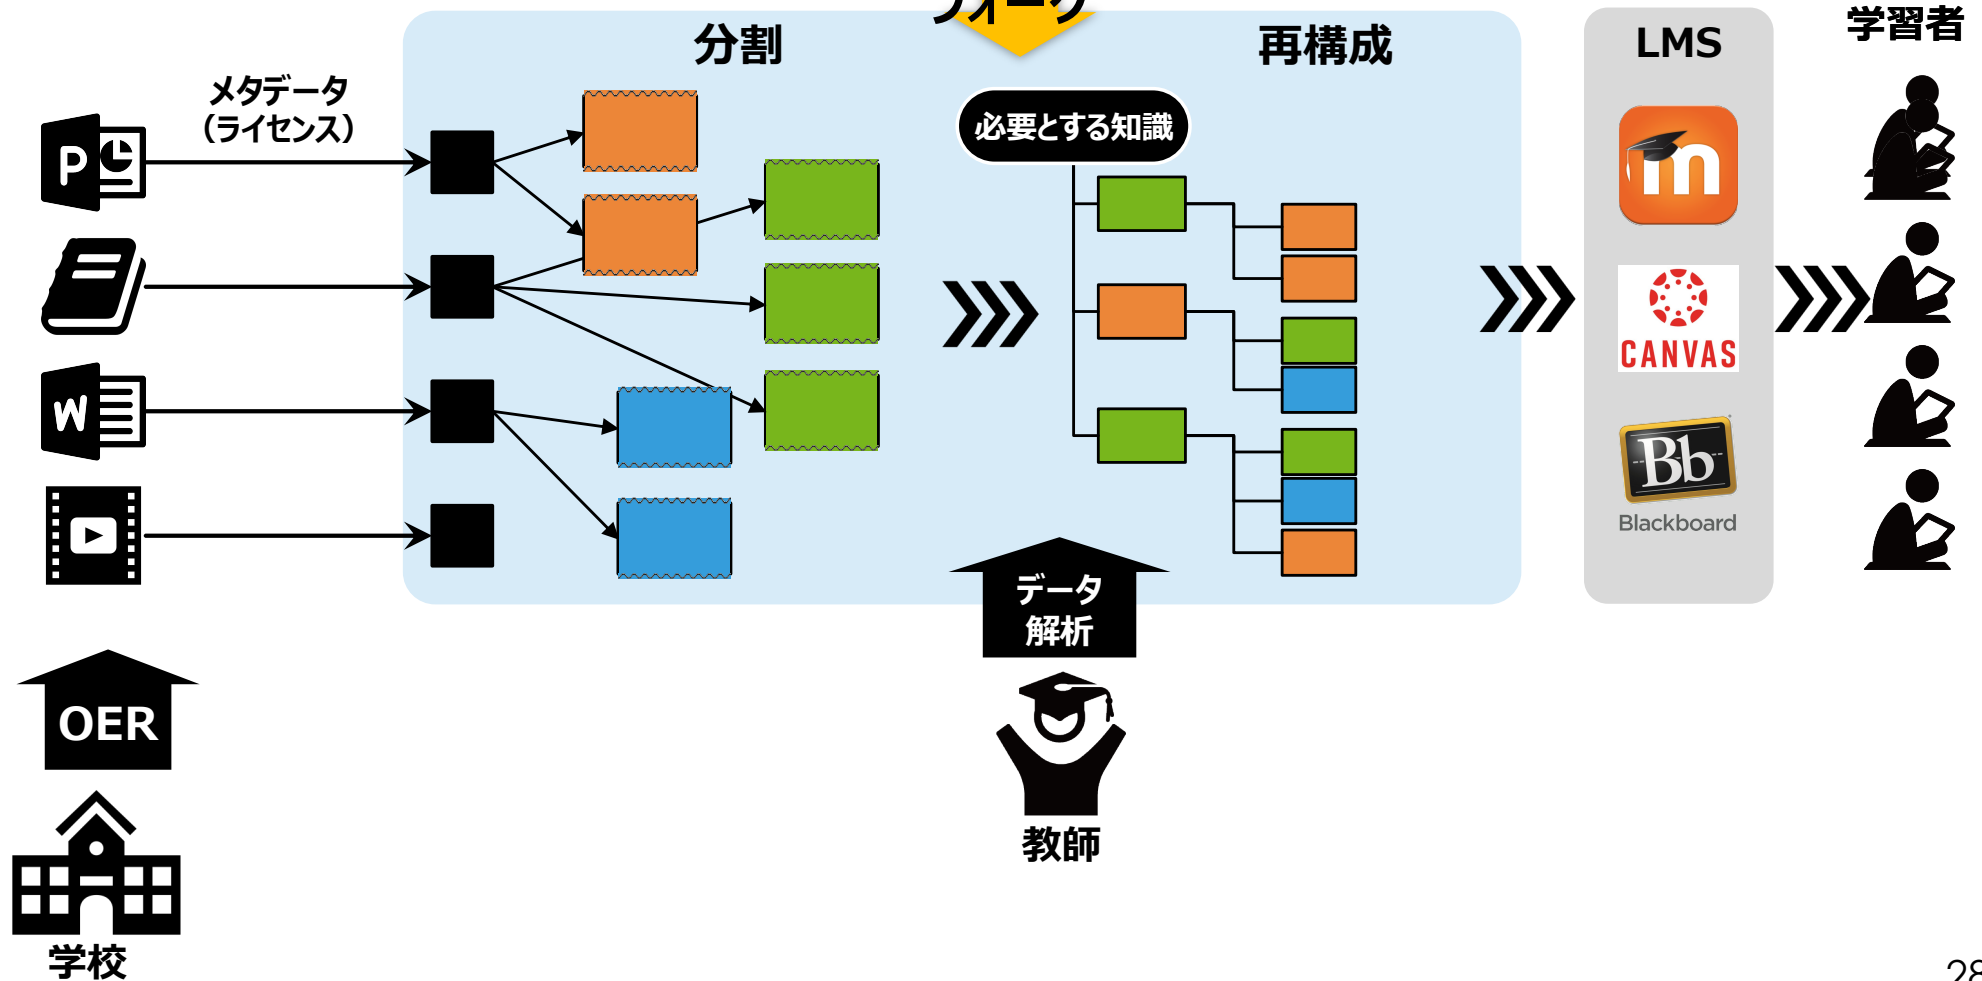 分割
再構成
LMS
学習者
メタデータ
（ライセンス）
必要とする知識
P
m
CANVAS
W
Bb
Blackboard
データ
解析
OER
教師
学校
28